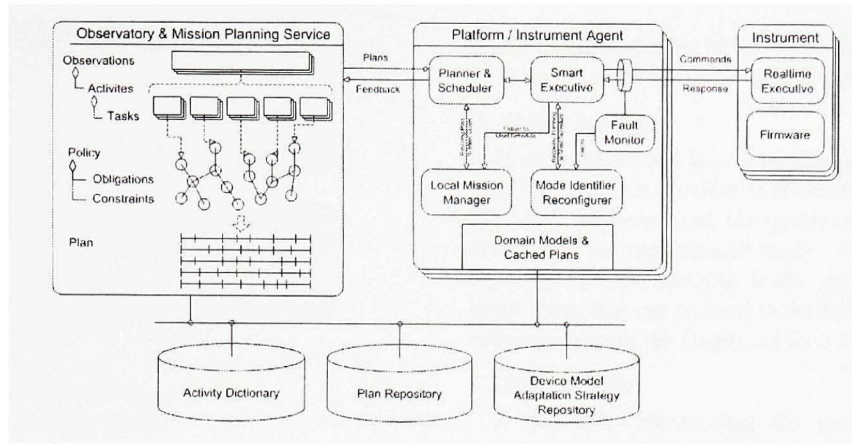 Observatory & Mission Planning Service
Observations
Activites
Tasks
Policy
Obligations
Constraints
Plan
Plans
Feedback
Platform / Instrument Agent
Planner &
Scheduler
Smart
Executive
Fault
Monitor
Local Mission
Manager
Mode Identifier
Reconfigurer
Domain Models &
Cached Plans
Commands
Response
Instrument
Realtime
Executive
Firmware
Activity Dictionary
Plan Repository
Device Model
Adaptation Strategy
Repository